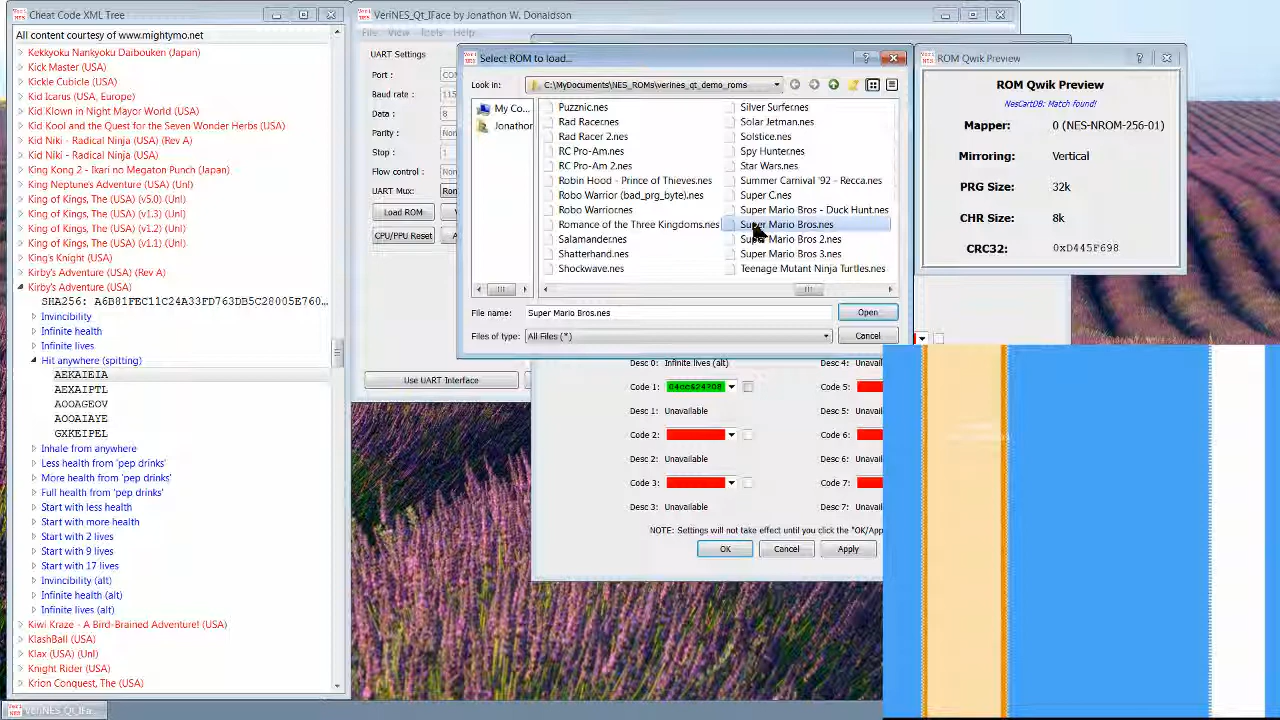 Cheat Code XML Tree
All content courtesy of www.mightymo.net
Kekkyoku Nankyoku Daibouken (Japan)
Kick Master (USA)
Kickle Cubicle (USA)
Kid Icarus (USA, Europe)
Kid Klown in Night Mayor World (USA)
Kid Kool and the Quest for the Seven Wonder Herbs (USA)
Kid Niki - Radical Ninja (USA) (Rev A)
Kid Niki - Radical Ninja (USA)
King Kong 2 - Ikari no Megaton Punch (Japan)
King Neptune's Adventure (USA) (Unl)
King of Kings, The (USA) (v5.0) (Unl)
King of Kings, The (USA) (v1.3) (Unl)
King of Kings, The (USA) (v1.2) (Unl)
King of Kings, The (USA) (v1.1) (Unl)
King's Knight (USA)
Kirby's Adventure (USA) (Rev A)
Kirby's Adventure (USA)
SHA256: A6B81FEC11C24A33FD763DB5C28005E760...
Invincibility
Infinite health
Infinite lives
Hit anywhere (spitting)
AEKAIEIA
AEXAIPTL
AOOAGEOV
AOOAIAYE
GXKEIPEL
Inhale from anywhere
Less health from 'pep drinks'
More health from 'pep drinks'
Full health from 'pep drinks'
Start with less health
Start with more health
Start with 2 lives
Start with 9 lives
Start with 17 lives
Invincibility (alt)
Infinite health (alt)
Infinite lives (alt)
Kiwi Kraze - A Bird-Brained Adventure! (USA)
KlashBall (USA)
Klax (USA) (Unl)
Knight Rider (USA)
Krion Conquest, The (USA)
VeriNES_Qt_IFace by Jonathon W. Donaldson
File View Tools Help
UART Settings
Port :
Baud rate : 115
Data : 8
Parity :
Stop : 1
Flow control :
UART Mux:
Load ROM
CPU/PPU Reset
Use UART Interface
Select ROM to load...
Look in: C:\MyDocuments\NES_ROMs\verines_qt_demo_roms
My Co...
Jonathon
Puzznic.nes
Rad Racer.nes
Rad Racer 2.nes
RC Pro-Am.nes
RC Pro-Am 2.nes
Robin Hood - Prince of Thieves.nes
Robo Warrior (bad_prg_byte).nes
Robo Warrior.nes
Romance of the Three Kingdoms.nes
Salamander.nes
Shatterhand.nes
Shockwave.nes
Silver Surfer.nes
Solar Jetman.nes
Solstice.nes
Spy Hunter.nes
Star Wars.nes
Summer Carnival '92 - Recca.nes
Super C.nes
Super Mario Bros - Duck Hunt.nes
Super Mario Bros.nes
Super Mario Bros 2.nes
Super Mario Bros 3.nes
Teenage Mutant Ninja Turtles.nes
File name: Super Mario Bros.nes
Open
Files of type: All Files (*)
Cancel
ROM Qwik Preview
ROM Qwik Preview
NesCartDB: Match found!
Mapper: 0 (NES-NROM-256-01)
Mirroring: Vertical
PRG Size: 32k
CHR Size: 8k
CRC32: 0xD445F698
Desc 0: Infinite lives (alt) Desc 4:
Code 1: Code 5:
Desc 1: Unavailable Desc 5:
Code 2: Code 6:
Desc 2: Unavailable Desc 6:
Code 3: Code 7:
Desc 3: Unavailable Desc 7:
NOTE: Settings will not take effect until you click the "OK/App
OK Cancel Apply
VeriNES_Qt_IFa...